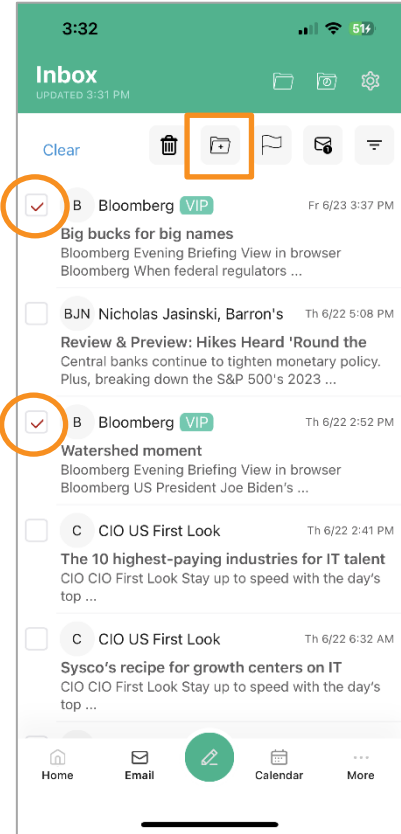 3:32
51
Inbox
UPDATED 3:31 PM
Clear
B Bloomberg VIP Fr 6/23 3:37 PM
Big bucks for big names
Bloomberg Evening Briefing View in browser
Bloomberg When federal regulators ...
BJN Nicholas Jasinski, Barron's Th 6/22 5:08 PM
Review & Preview: Hikes Heard 'Round the
Central banks continue to tighten monetary policy.
Plus, breaking down the S&P 500's 2023 ...
B Bloomberg VIP Th 6/22 2:52 PM
Watershed moment
Bloomberg Evening Briefing View in browser
Bloomberg US President Joe Biden's ...
C CIO US First Look Th 6/22 2:41 PM
The 10 highest-paying industries for IT talent
CIO CIO First Look Stay up to speed with the day's
top ...
C CIO US First Look Th 6/22 6:32 AM
Sysco's recipe for growth centers on IT
CIO CIO First Look Stay up to speed with the day's
top ...
Home Email Calendar More